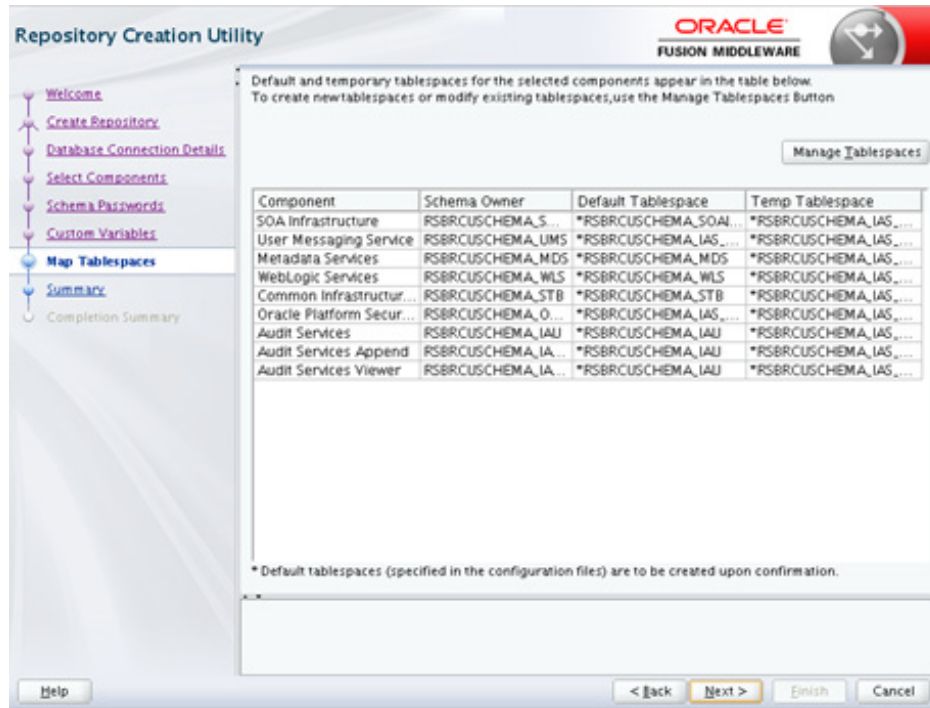 Repository Creation Utility
ORACLE
FUSION MIDDLEWARE
Welcome
Create Repository
Database Connection Details
Select Components
Schema Passwords
Custom Variables
Map Tablespaces
Summary
Completion Summary
Default and temporary tablespaces for the selected components appear in the table below.
To create new tablespaces or modify existing tablespaces,use the Manage Tablespaces Button
Manage Tablespaces
Component Schema Owner Default Tablespace Temp Tablespace
SOA Infrastructure RSBRCUSCHEMA_S... *RSBRCUSCHEMA_SOAI... *RSBRCUSCHEMA_IAS_...
User Messaging Service RSBRCUSCHEMA_UMS *RSBRCUSCHEMA_IAS_... *RSBRCUSCHEMA_IAS_...
Metadata Services RSBRCUSCHEMA_MDS *RSBRCUSCHEMA_MDS *RSBRCUSCHEMA_IAS_...
WebLogic Services RSBRCUSCHEMA_WLS *RSBRCUSCHEMA_WLS *RSBRCUSCHEMA_IAS_...
Common Infrastructur... RSBRCUSCHEMA_STB *RSBRCUSCHEMA_STB *RSBRCUSCHEMA_IAS_...
Oracle Platform Secur... RSBRCUSCHEMA_O... *RSBRCUSCHEMA_IAS_... *RSBRCUSCHEMA_IAS_...
Audit Services RSBRCUSCHEMA_IAU *RSBRCUSCHEMA_IAU *RSBRCUSCHEMA_IAS_...
Audit Services Append RSBRCUSCHEMA_IA... *RSBRCUSCHEMA_IAU *RSBRCUSCHEMA_IAS_...
Audit Services Viewer RSBRCUSCHEMA_IA... *RSBRCUSCHEMA_IAU *RSBRCUSCHEMA_IAS_...
* Default tablespaces (specified in the configuration files) are to be created upon confirmation.
Help
< Back
Next >
Finish
Cancel